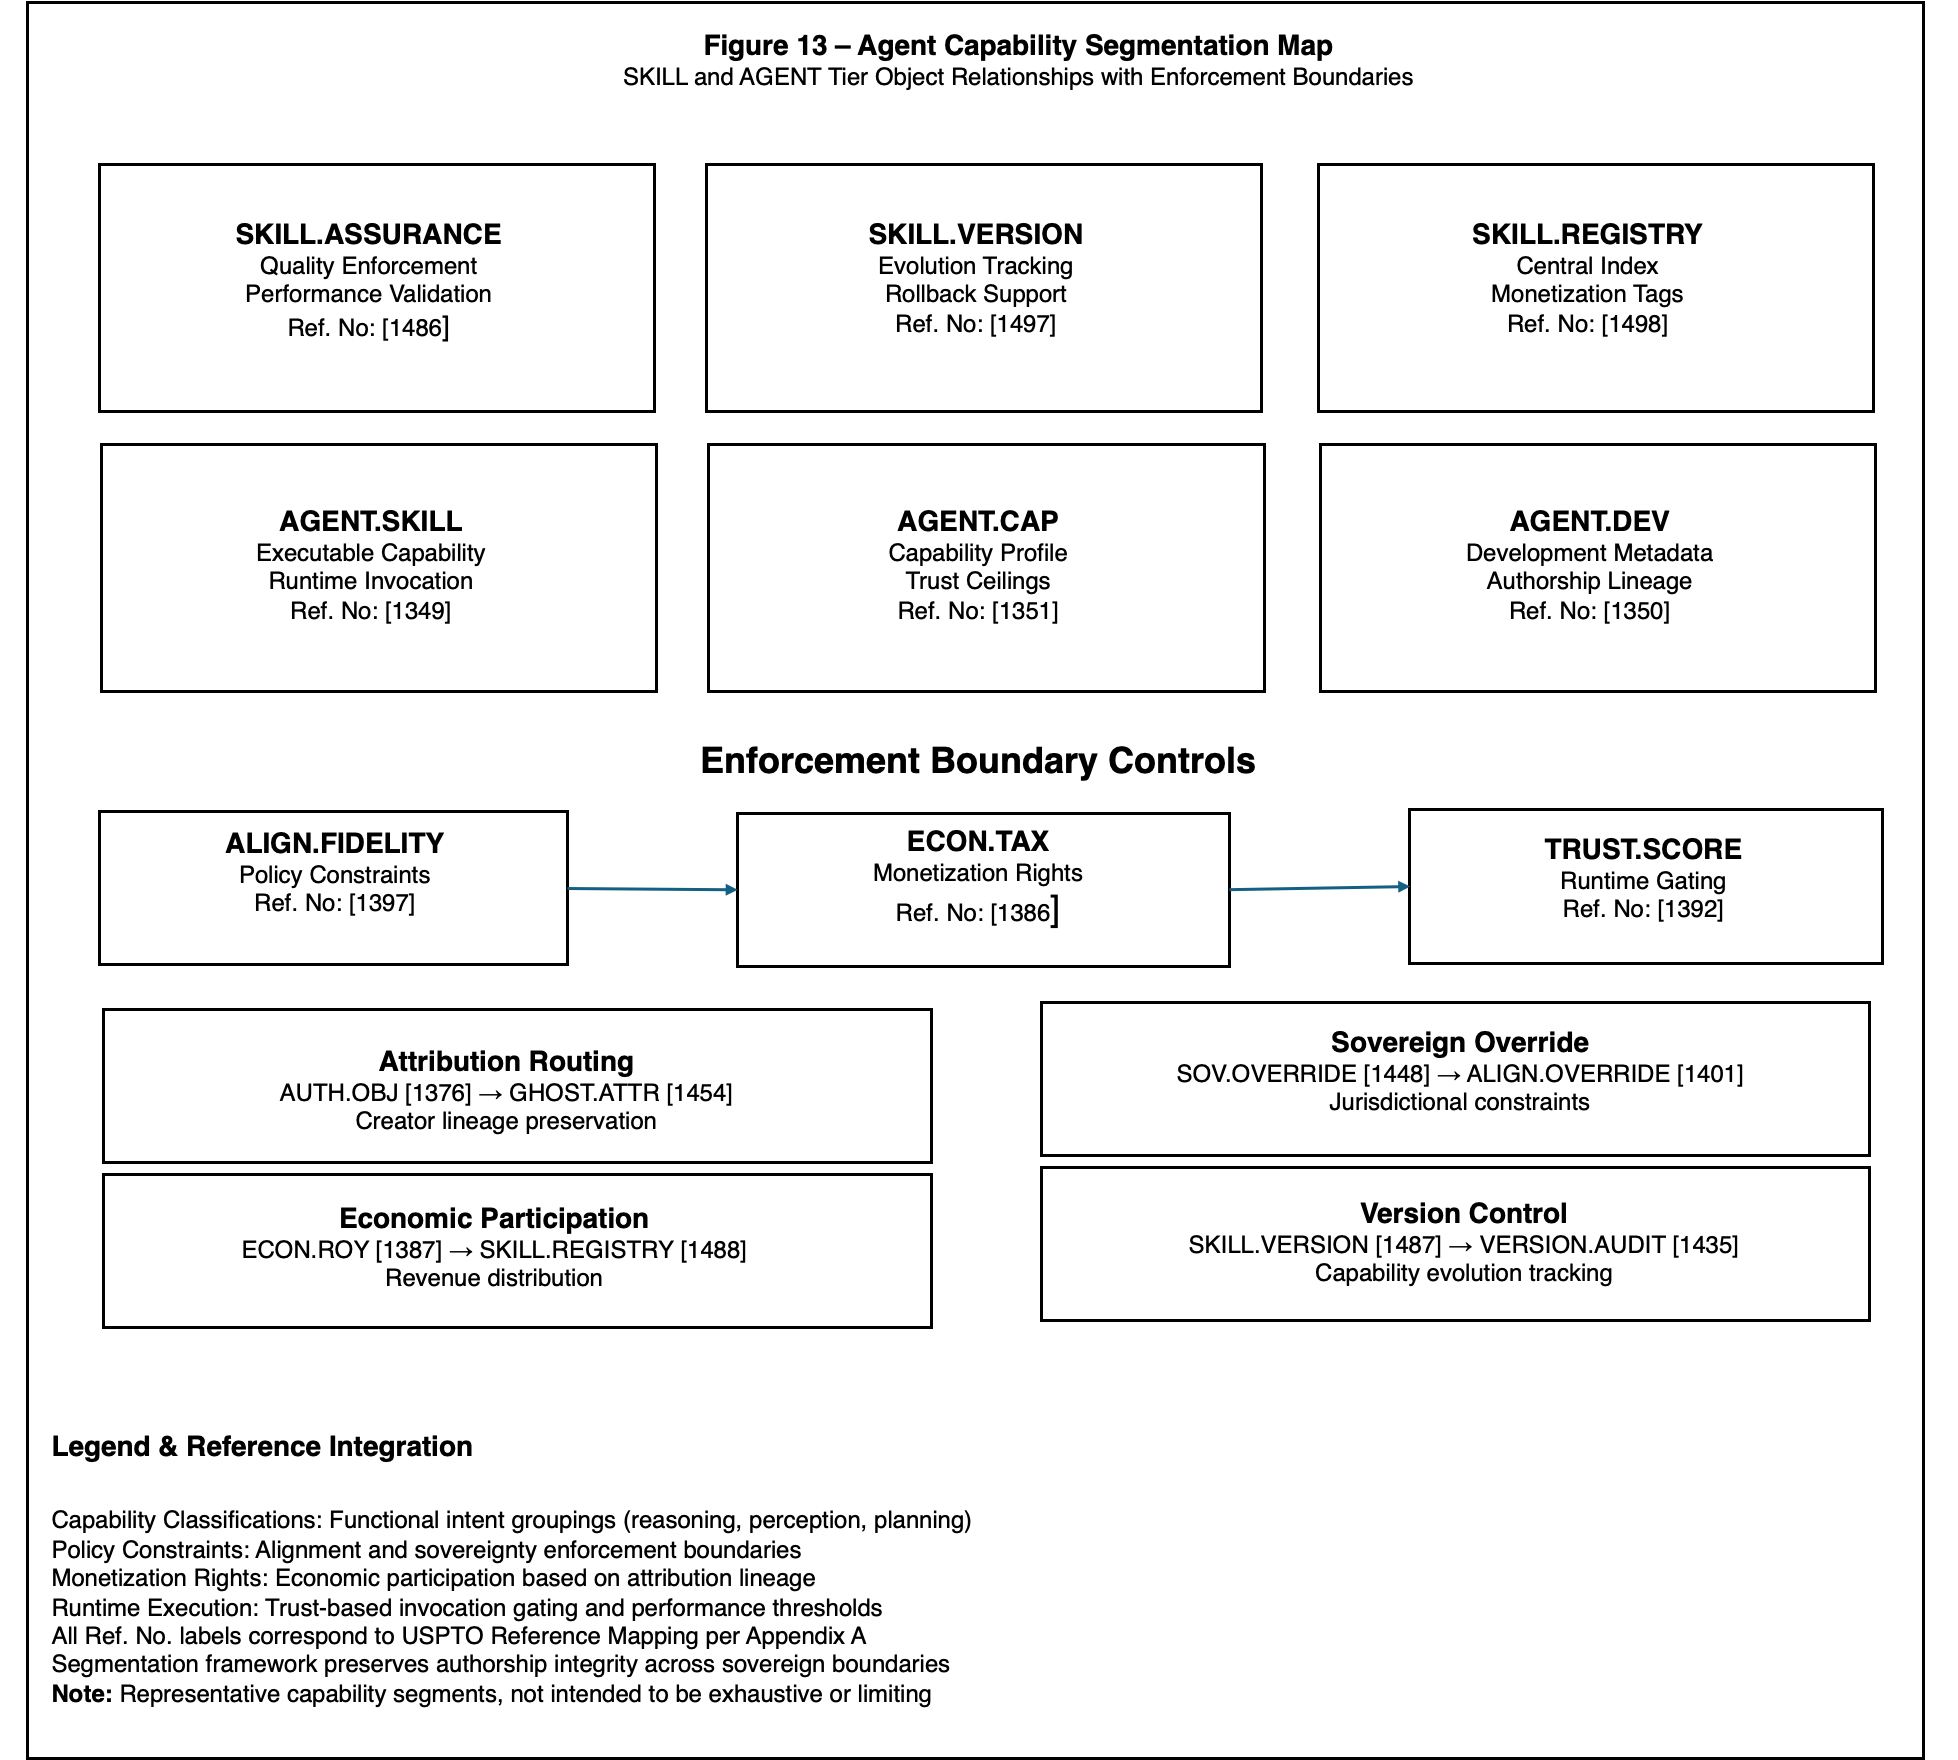 Figure 13 – Agent Capability Segmentation Map
SKILL and AGENT Tier Object Relationships with Enforcement Boundaries
SKILL.ASSURANCE
Quality Enforcement
Performance Validation
Ref. No: [1486]
SKILL.VERSION
Evolution Tracking
Rollback Support
Ref. No: [1497]
SKILL.REGISTRY
Central Index
Monetization Tags
Ref. No: [1498]
AGENT.SKILL
Executable Capability
Runtime Invocation
Ref. No: [1349]
AGENT.CAP
Capability Profile
Trust Ceilings
Ref. No: [1351]
AGENT.DEV
Development Metadata
Authorship Lineage
Ref. No: [1350]
Enforcement Boundary Controls
ALIGN.FIDELITY
Policy Constraints
Ref. No: [1397]
ECON.TAX
Monetization Rights
Ref. No: [1386]
TRUST.SCORE
Runtime Gating
Ref. No: [1392]
Attribution Routing
AUTH.OBJ [1376] → GHOST.ATTR [1454]
Creator lineage preservation
Sovereign Override
SOV.OVERRIDE [1448] → ALIGN.OVERRIDE [1401]
Jurisdictional constraints
Economic Participation
ECON.ROY [1387] → SKILL.REGISTRY [1488]
Revenue distribution
Version Control
SKILL.VERSION [1487] → VERSION.AUDIT [1435]
Capability evolution tracking
Legend & Reference Integration
Capability Classifications: Functional intent groupings (reasoning, perception, planning)
Policy Constraints: Alignment and sovereignty enforcement boundaries
Monetization Rights: Economic participation based on attribution lineage
Runtime Execution: Trust-based invocation gating and performance thresholds
All Ref. No. labels correspond to USPTO Reference Mapping per Appendix A
Segmentation framework preserves authorship integrity across sovereign boundaries
Note: Representative capability segments, not intended to be exhaustive or limiting